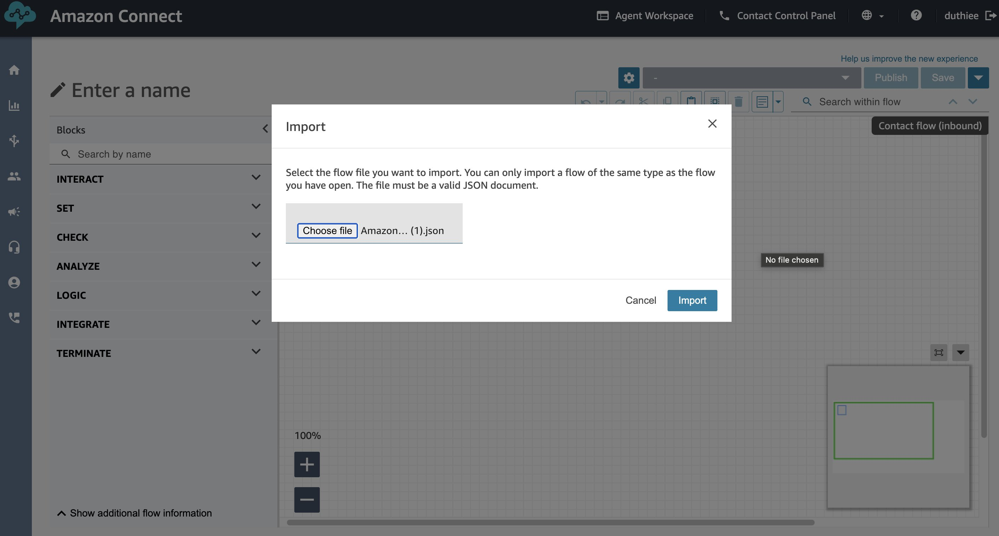 Amazon Connect
Agent Workspace
Contact Control Panel
duthiee
Help us improve the new experience
Enter a name
-
Publish
Save
Search within flow
Contact flow (inbound)
Blocks
Search by name
INTERACT
SET
CHECK
ANALYZE
LOGIC
INTEGRATE
TERMINATE
Show additional flow information
Import
Select the flow file you want to import. You can only import a flow of the same type as the flow
you have open. The file must be a valid JSON document.
Choose file Amazon... (1).json
No file chosen
Cancel
Import
100%